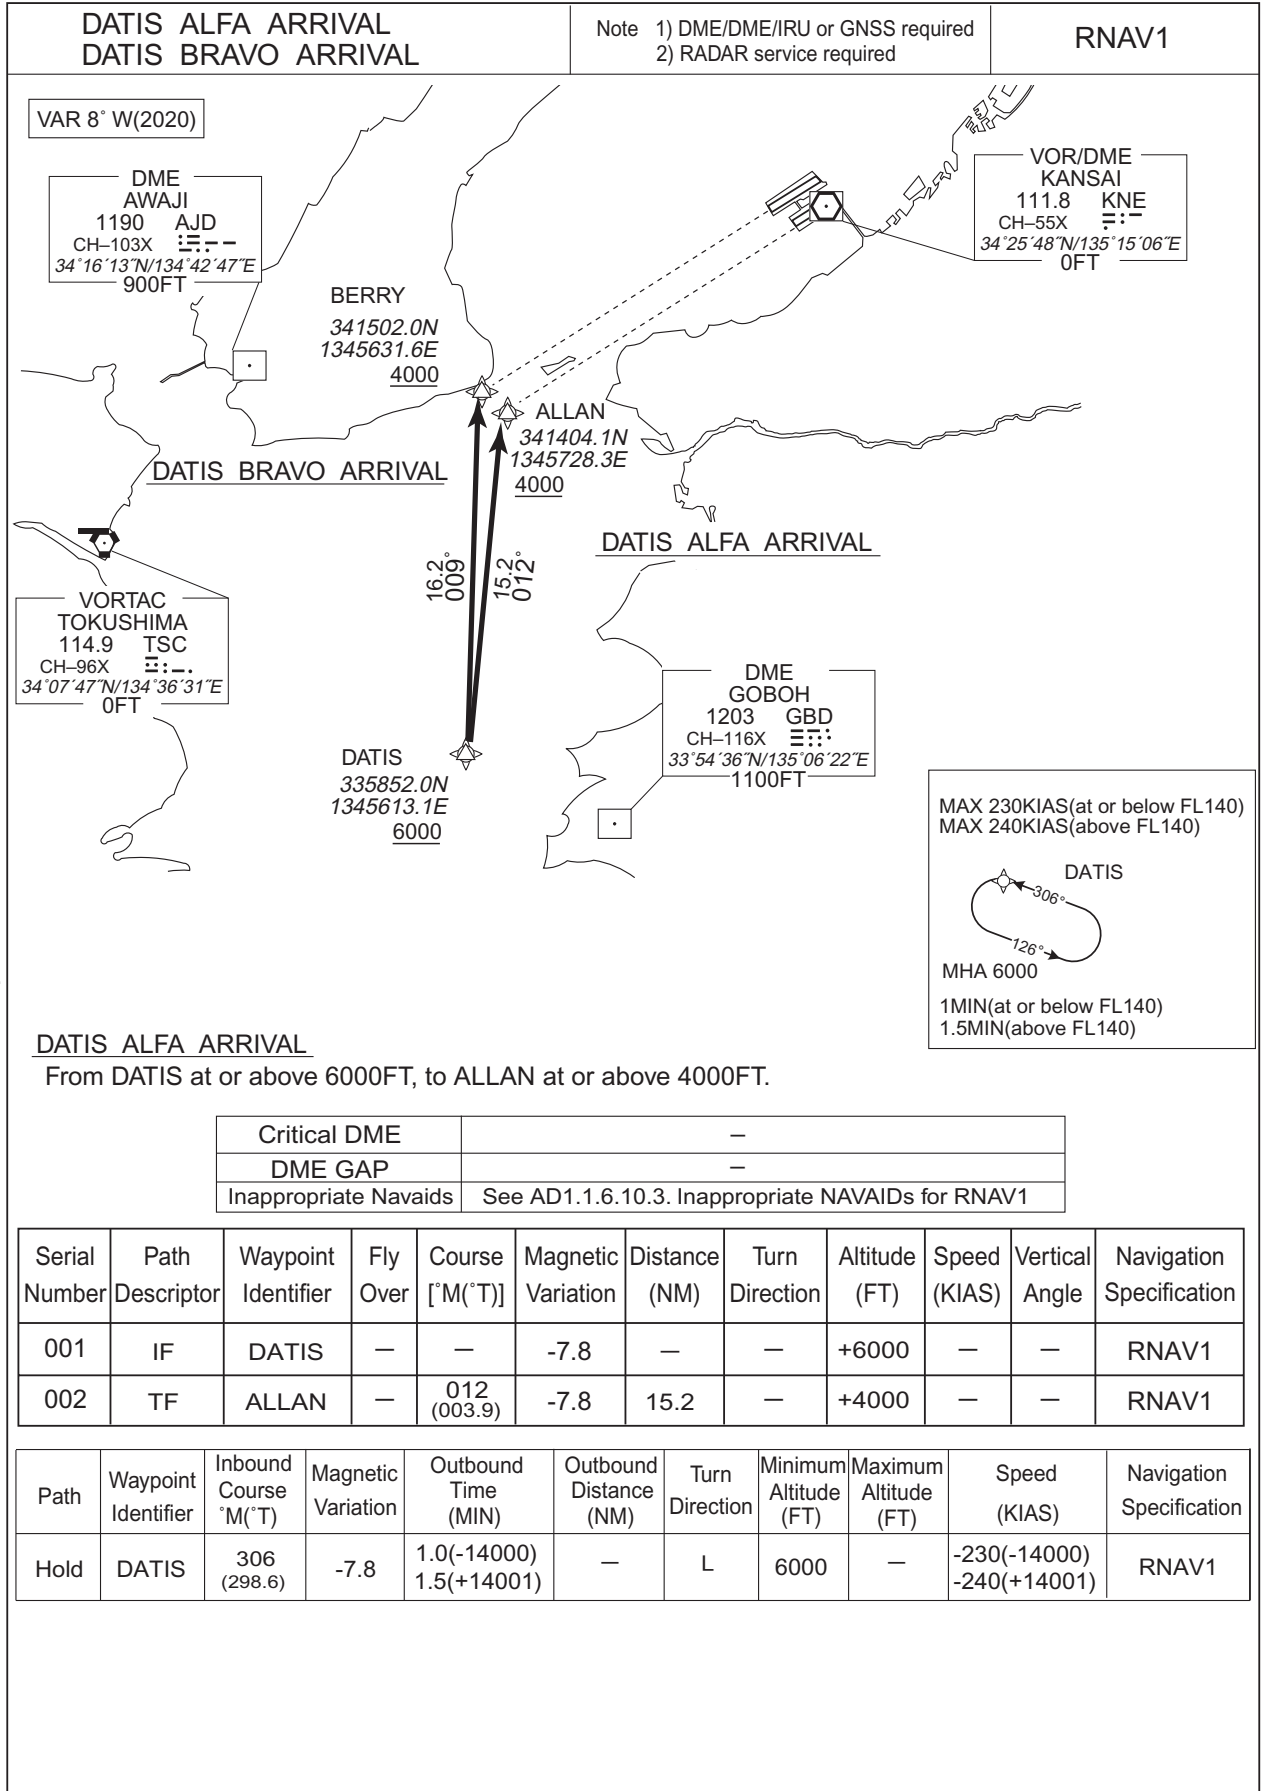 DATIS ALFA ARRIVAL
DATIS BRAVO ARRIVAL
Note 1) DME/DME/IRU or GNSS required
2) RADAR service required
RNAV1
VAR 8˚ W(2020)
DME
AWAJI
1190 AJD
CH–103X
34˚16´13˝N/134˚42´47˝E
900FT
VOR/DME
KANSAI
111.8 KNE
CH–55X
34˚25´48˝N/135˚15´06˝E
0FT
BERRY
341502.0N
1345631.6E
4000
ALLAN
341404.1N
1345728.3E
4000
DATIS BRAVO ARRIVAL
DATIS ALFA ARRIVAL
16.2
009˚
15.2
012˚
VORTAC
TOKUSHIMA
114.9 TSC
CH–96X
34˚07´47˝N/134˚36´31˝E
0FT
DME
GOBOH
1203 GBD
CH–116X
33˚54´36˝N/135˚06´22˝E
1100FT
DATIS
335852.0N
1345613.1E
6000
MAX 230KIAS(at or below FL140)
MAX 240KIAS(above FL140)
DATIS
306˚
126˚
MHA 6000
1MIN(at or below FL140)
1.5MIN(above FL140)
DATIS ALFA ARRIVAL
From DATIS at or above 6000FT, to ALLAN at or above 4000FT.
Critical DME –
DME GAP –
Inappropriate Navaids See AD1.1.6.10.3. Inappropriate NAVAIDs for RNAV1
Serial Path Waypoint Fly Course Magnetic Distance Turn Altitude Speed Vertical Navigation
Number Descriptor Identifier Over [˚M(˚T)] Variation (NM) Direction (FT) (KIAS) Angle Specification
001 IF DATIS – – -7.8 – – +6000 – – RNAV1
002 TF ALLAN – 012 -7.8 15.2 – +4000 – – RNAV1
(003.9)
Inbound Outbound Outbound Minimum Maximum
Path Waypoint Course Magnetic Time Distance Turn Altitude Altitude Speed Navigation
Identifier ˚M(˚T) Variation (MIN) (NM) Direction (FT) (FT) (KIAS) Specification
Hold DATIS 306 -7.8 1.0(-14000) – L 6000 – -230(-14000) RNAV1
(298.6) 1.5(+14001) -240(+14001)